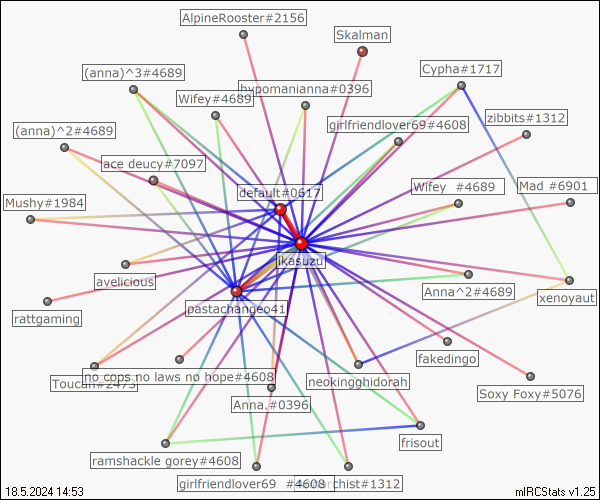 AlpineRooster#2156
Skalman
(anna)^3#4689
Cypha#1717
hypomanianna#0396
Wifey#4689
zibbits#1312
girlfriendlover69#4608
(anna)^2#4689
ace deucy#7097
default#0617
Wifey  #4689
Mad #6901
Mushy#1984
jkasuzu
avelicious
Anna^2#4689
xenoyaut
pastachange041
rattgaming
fakedingo
no cops no laws no hope#4608
Toucan#2473
neokingghidorah
Soxy Foxy#5076
Anna.#0396
frisout
ramshackle gorey#4608
girlfriendlover69  #4608
chist#1312
18.5.2024 14:53
mIRCStats v1.25